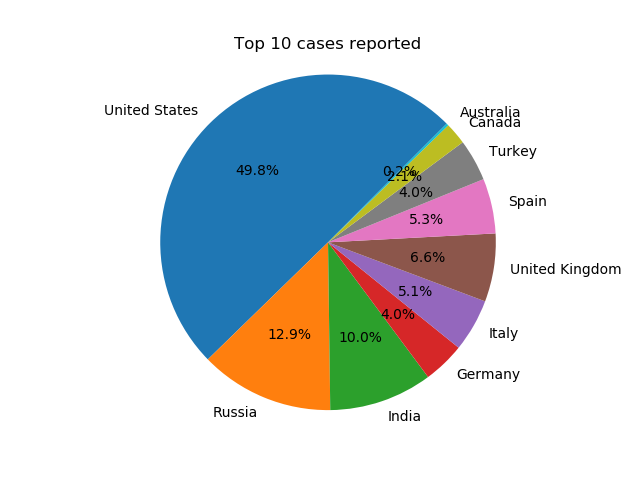 Top 10 cases reported
United States
49.8%
Russia
12.9%
India
10.0%
Germany
4.0%
Italy
5.1%
United Kingdom
6.6%
Spain
5.3%
Turkey
4.0%
Canada
2.1%
Australia
0.2%